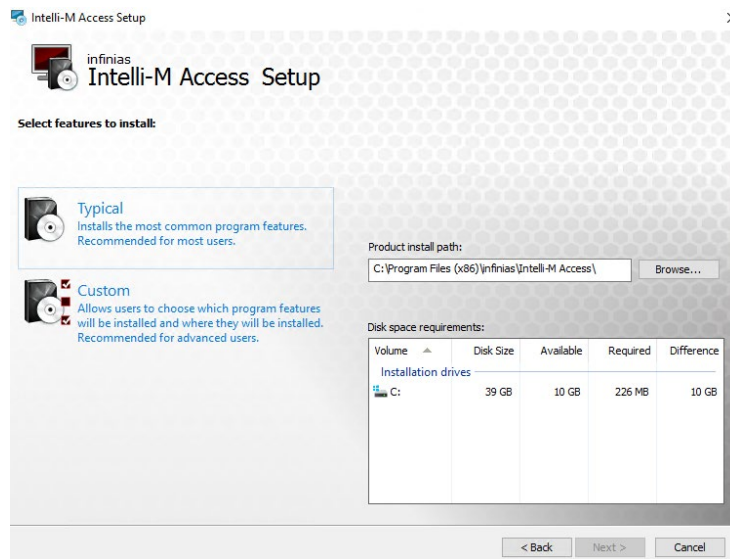 Intelli-M Access Setup
infinias
Intelli-M Access Setup
Select features to install:
Typical
Installs the most common program features.
Recommended for most users.
Custom
Allows users to choose which program features
will be installed and where they will be installed.
Recommended for advanced users.
Product install path:
C:\Program Files (x86)\infinias\Intelli-M Access\
Browse...
Disk space requirements:
Volume Disk Size Available Required Difference
Installation drives
C: 39 GB 10 GB 226 MB 10 GB
< Back Next > Cancel